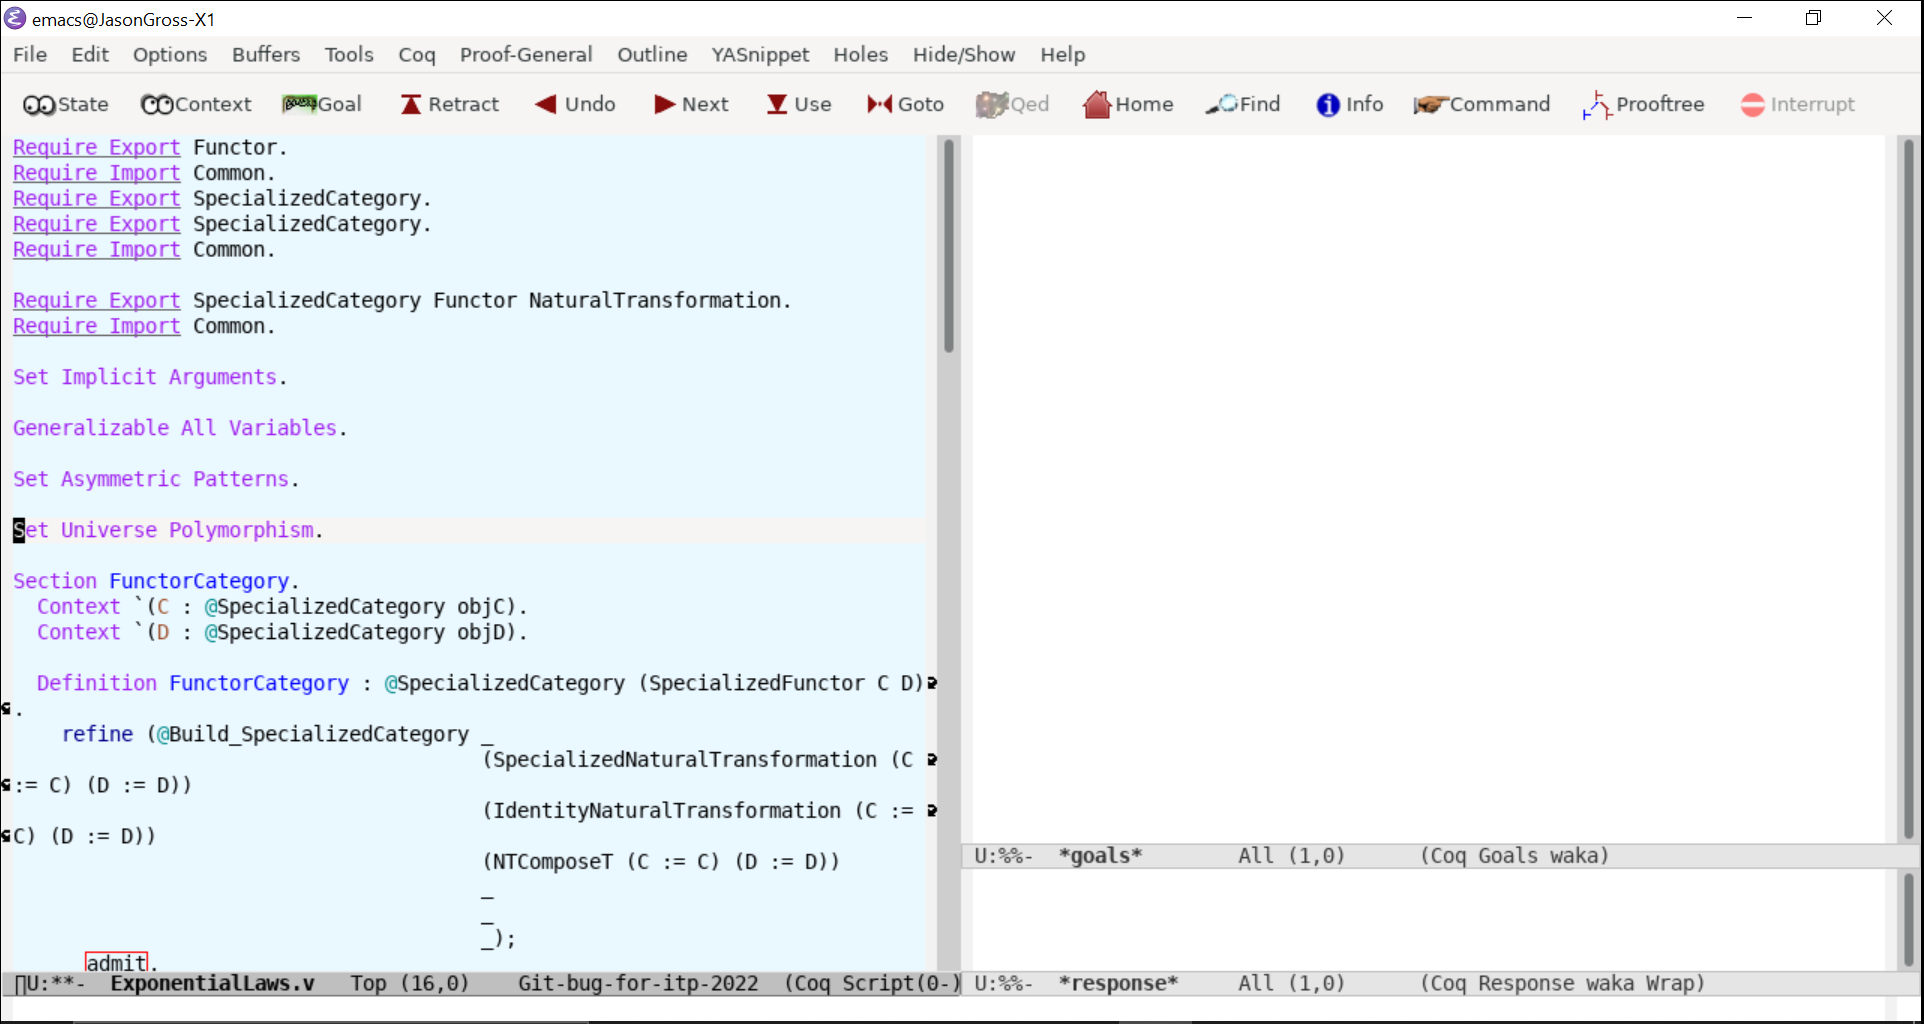 emacs@JasonGross-X1
File Edit Options Buffers Tools Coq Proof-General Outline YASnippet Holes Hide/Show Help
State Context Goal Retract Undo Next Use Goto Qed Home Find Info Command Prooftree Interrupt
Require Export Functor.
Require Import Common.
Require Export SpecializedCategory.
Require Export SpecializedCategory.
Require Import Common.
Require Export SpecializedCategory Functor NaturalTransformation.
Require Import Common.
Set Implicit Arguments.
Generalizable All Variables.
Set Asymmetric Patterns.
Set Universe Polymorphism.
Section FunctorCategory.
Context `(C : @SpecializedCategory objC).
Context `(D : @SpecializedCategory objD).
Definition FunctorCategory : @SpecializedCategory (SpecializedFunctor C D)
.
refine (@Build_SpecializedCategory _
(SpecializedNaturalTransformation (C
:= C) (D := D))
(IdentityNaturalTransformation (C :=
C) (D := D))
(NTComposeT (C := C) (D := D))
_
_
_);
admit.
U:**- ExponentialLaws.v Top (16,0) Git-bug-for-itp-2022 (Coq Script(0-)
U:%%- *goals* All (1,0) (Coq Goals waka)
U:%%- *response* All (1,0) (Coq Response waka Wrap)